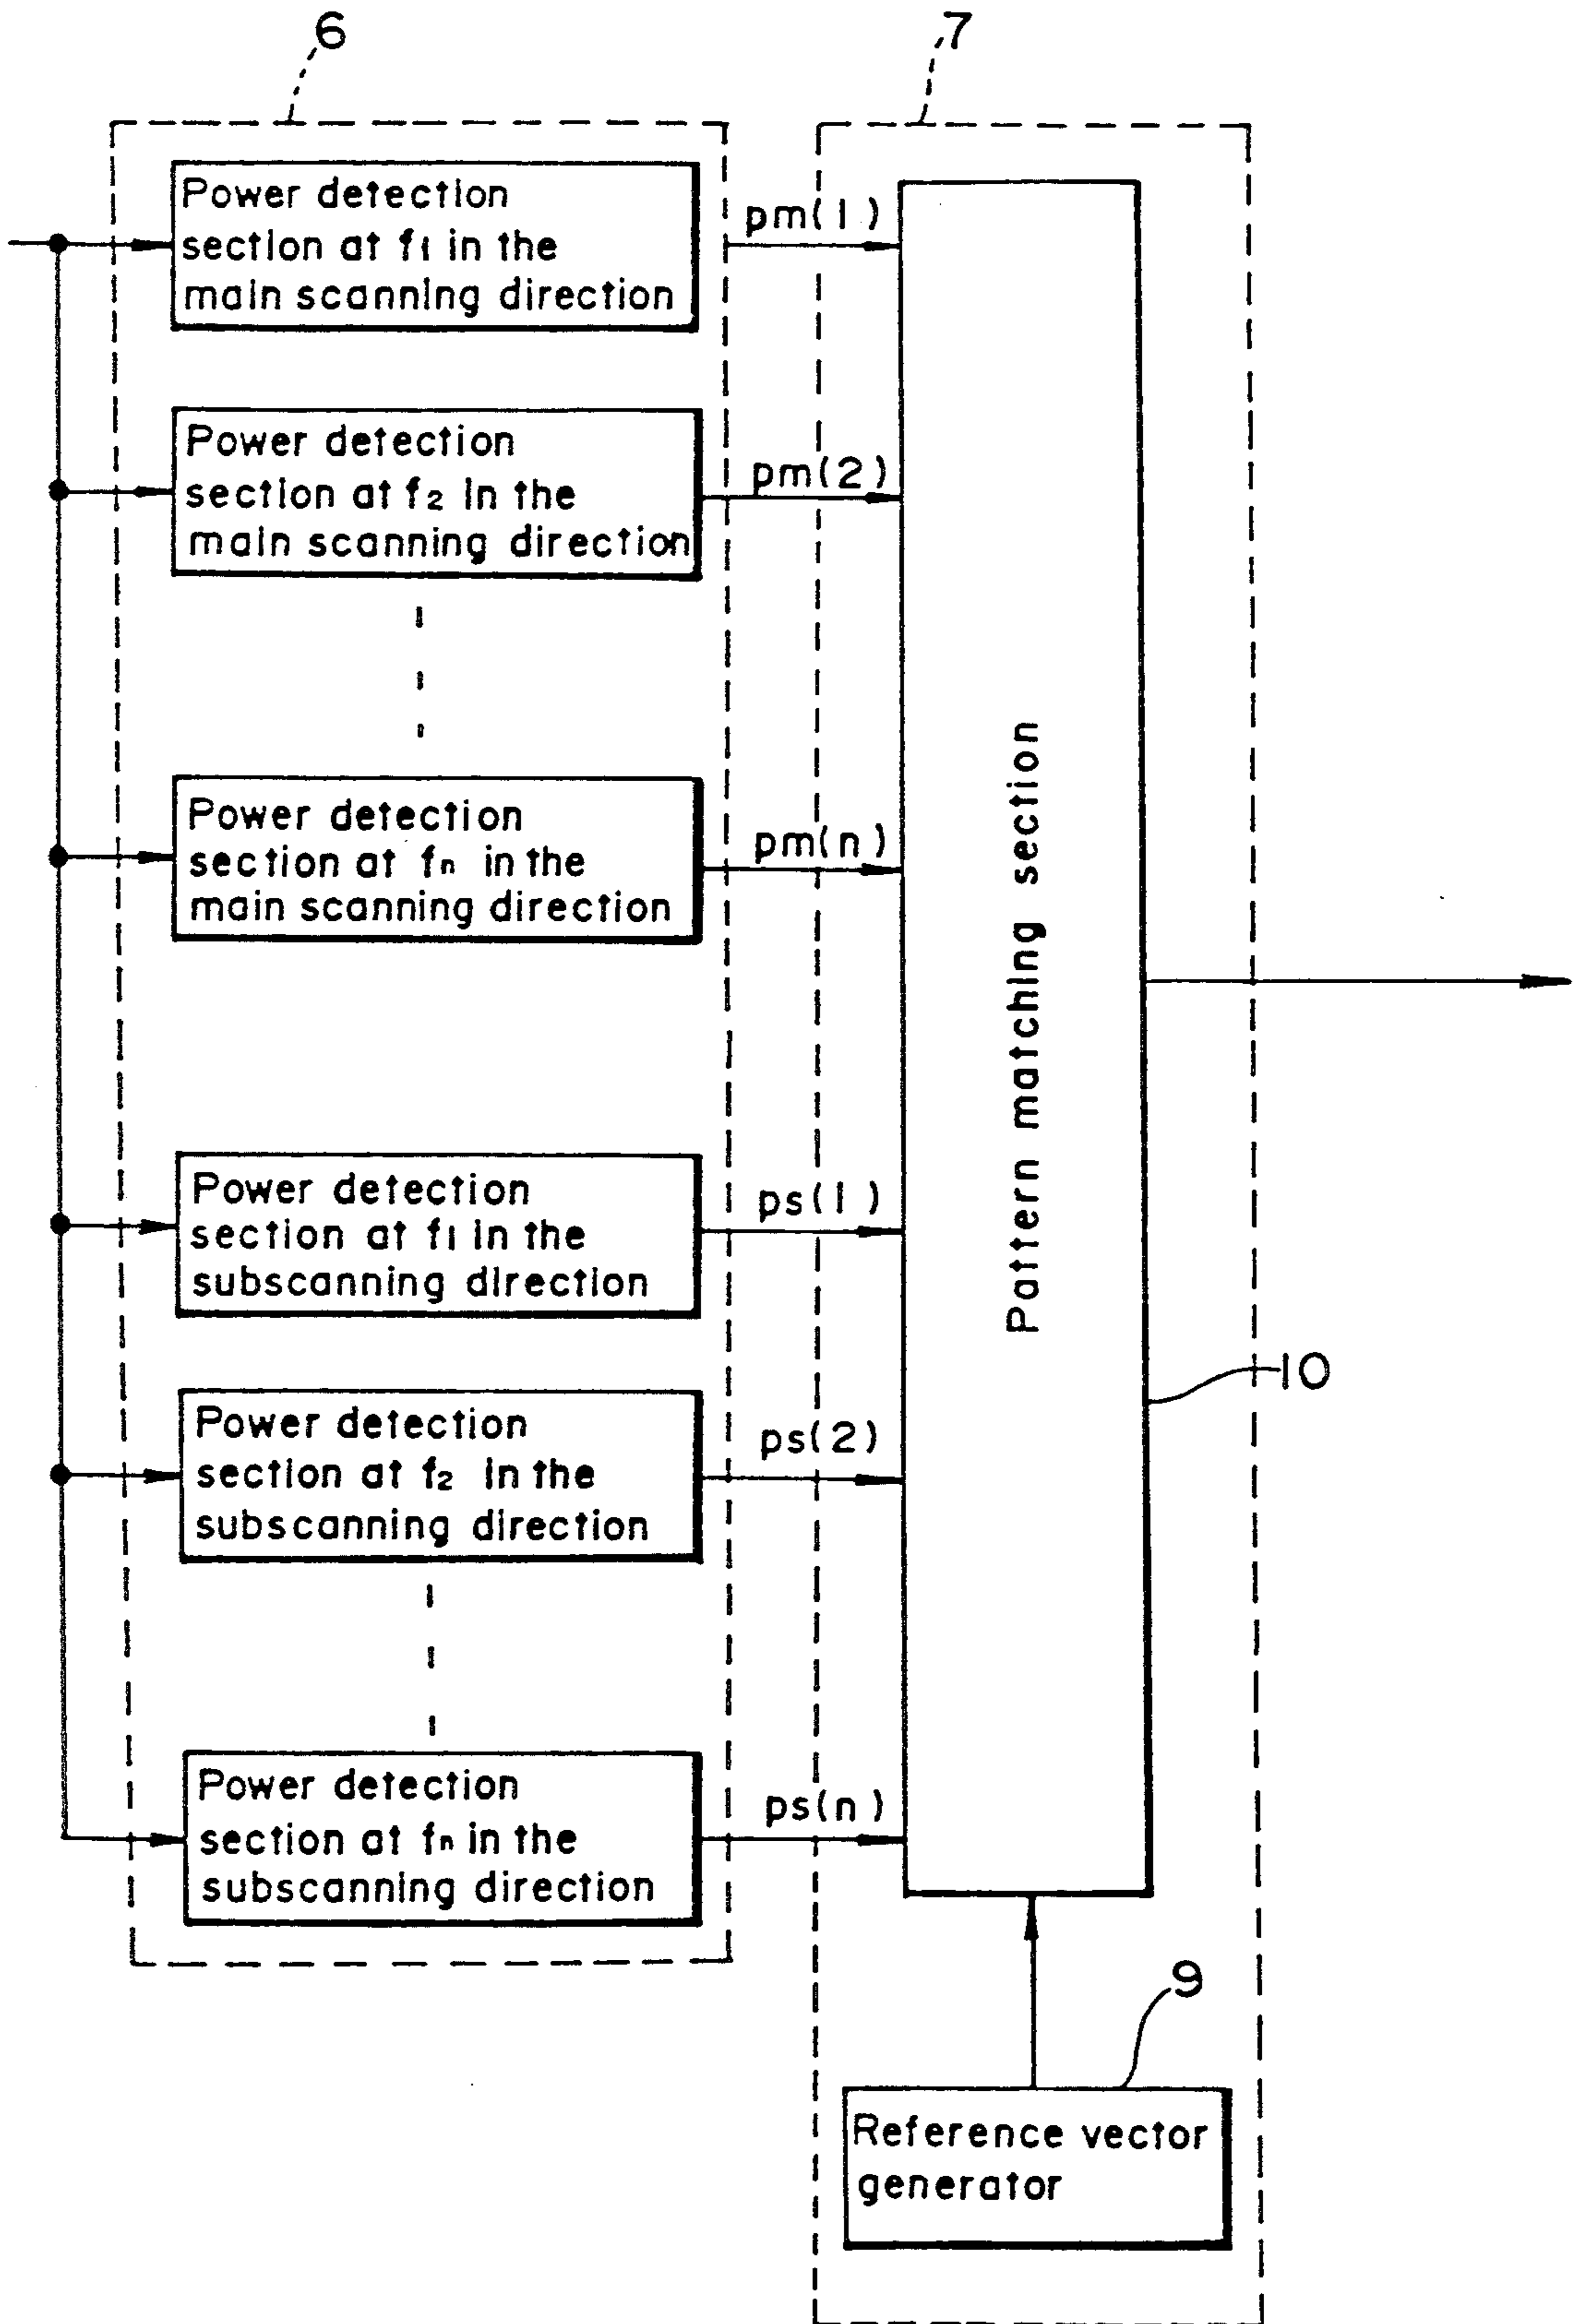 6
7
Power detection
section at f1 in the
main scanning direction
pm(1)
Power detection
section at f2 in the
main scanning direction
pm(2)
Power detection
section at fn in the
main scanning direction
pm(n)
Pattern matching section
Power detection
section at f1 in the
subscanning direction
ps(1)
10
Power detection
section at f2 in the
subscanning direction
ps(2)
Power detection
section at fn in the
subscanning direction
ps(n)
9
Reference vector
generator